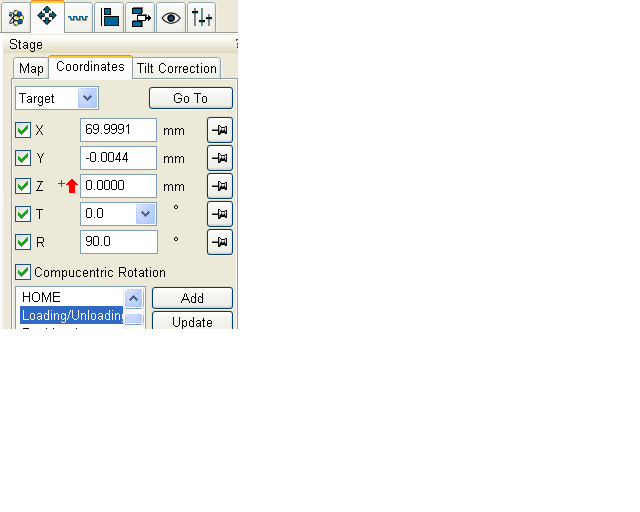 Stage
Map Coordinates Tilt Correction
Target Go To
X 69.9991 mm
Y -0.0044 mm
Z + 0.0000 mm
T 0.0 °
R 90.0 °
Compucentric Rotation
HOME Add
Loading/Unloading Update